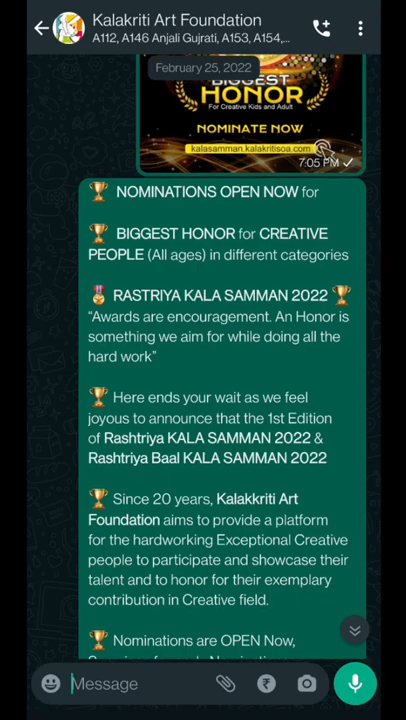 Kalakriti Art Foundation
A112, A146 Anjali Gujrati, A153, A154,...
February 25, 2022
BIGGEST
HONOR
For Creative Kids and Adult
NOMINATE NOW
kalasamman.kalakritisoa.com
7:05 PM
🏆 NOMINATIONS OPEN NOW for
🏆 BIGGEST HONOR for CREATIVE
PEOPLE (All ages) in different categories
🏅 RASTRIYA KALA SAMMAN 2022 🏆
“Awards are encouragement. An Honor is
something we aim for while doing all the
hard work”
🏆 Here ends your wait as we feel
joyous to announce that the 1st Edition
of Rashtriya KALA SAMMAN 2022 &
Rashtriya Baal KALA SAMMAN 2022
🏆 Since 20 years, Kalakkriti Art
Foundation aims to provide a platform
for the hardworking Exceptional Creative
people to participate and showcase their
talent and to honor for their exemplary
contribution in Creative field.
🏆 Nominations are OPEN Now,
Message